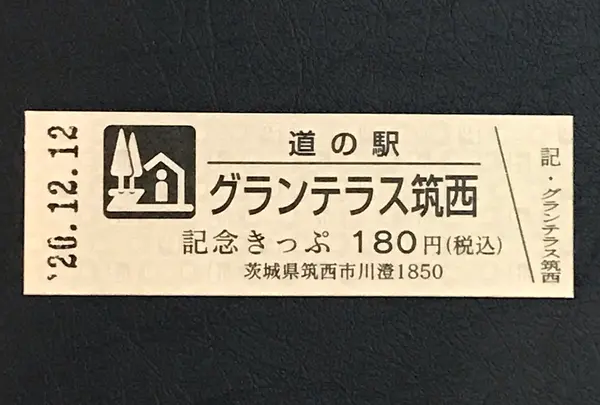 '20.12.12
道の駅
グランテラス筑西
記念きっぷ 180円(税込)
茨城県筑西市川澄1850
記・グランテラス筑西